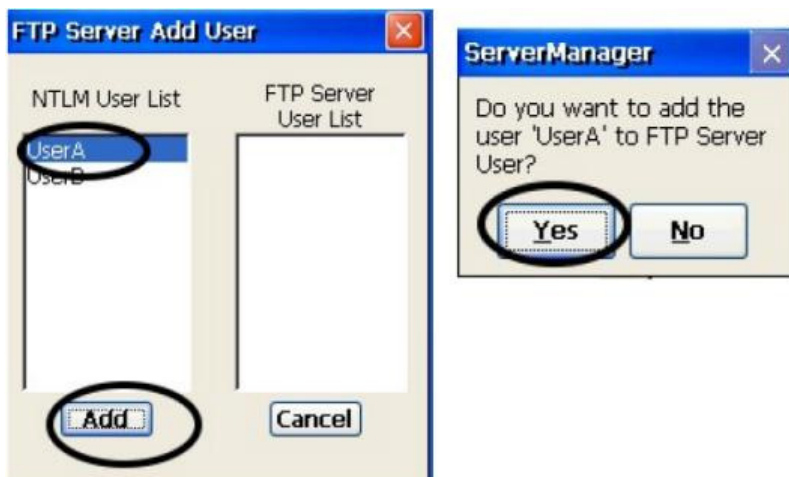 FTP Server Add User
NTLM User List
FTP Server
User List
UserA
UserB
Add
Cancel
ServerManager
Do you want to add the
user 'UserA' to FTP Server
User?
Yes
No